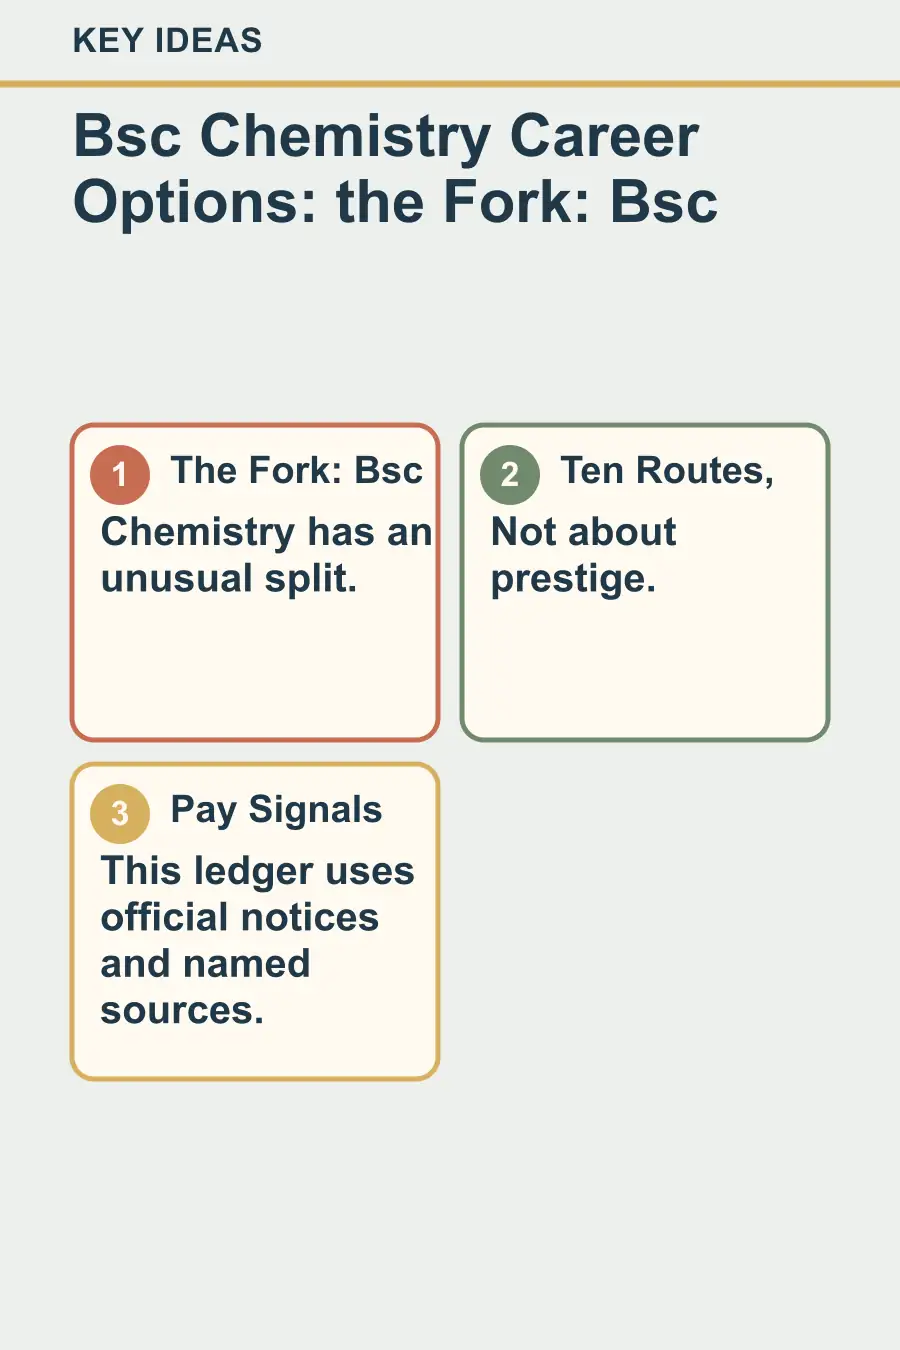 KEY IDEAS
Bsc Chemistry Career
Options: the Fork: Bsc
1
The Fork: Bsc
Chemistry has an
unusual split.
2
Ten Routes,
Not about
prestige.
3
Pay Signals
This ledger uses
official notices
and named
sources.